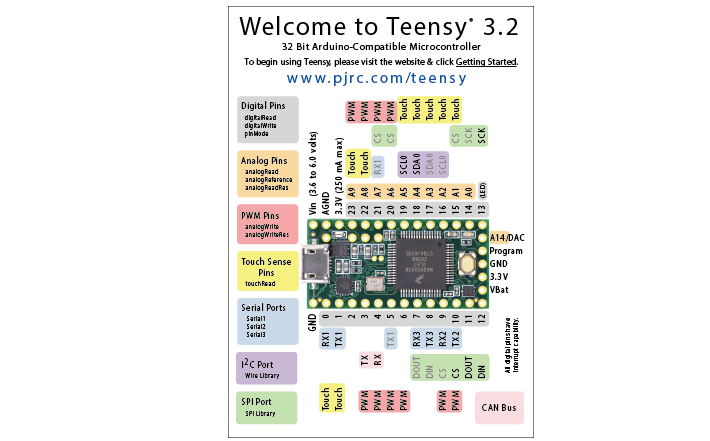 Welcome to Teensy® 3.2
32 Bit Arduino-Compatible Microcontroller
To begin using Teensy, please visit the website & click Getting Started.
www.pjrc.com/teensy
Digital Pins
digitalRead
digitalWrite
pinMode
Analog Pins
analogRead
analogReference
analogReadRes
PWM Pins
analogWrite
analogWriteRes
Touch Sense
Pins
touchRead
Serial Ports
Serial1
Serial2
Serial3
I2C Port
Wire Library
SPI Port
SPI Library
PWM PWM PWM PWM Touch Touch Touch Touch Touch
CS CS CS SCK SCK
Touch Touch RX1 SCL0 SDA0 SDA0 SCL0
Vin (3.6 to 6.0 volts)
AGND
3.3V (250 mA max)
A9 A8 A7 A6 A5 A4 A3 A2 A1 A0 (LED)
23 22 21 20 19 18 17 16 15 14 13
A14/DAC
Program
GND
3.3V
VBat
GND 0 1 2 3 4 5 6 7 8 9 10 11 12
RX1 TX1 TX1 RX3 TX3 RX2 TX2
TX RX DOUT DIN CS CS DOUT DIN
Touch Touch PWM PWM PWM PWM PWM PWM
All digital pins have
Interrupt capability.
CAN Bus